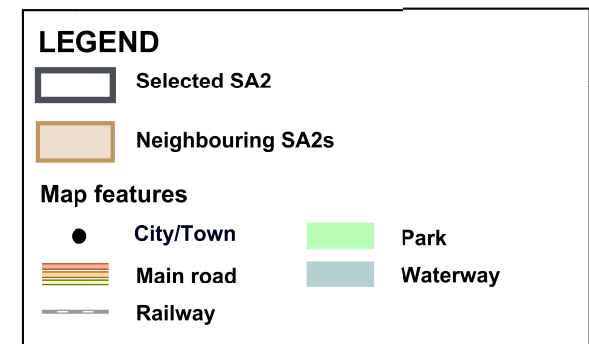 LEGEND
Selected SA2
Neighbouring SA2s
Map features
City/Town
Park
Main road
Waterway
Railway